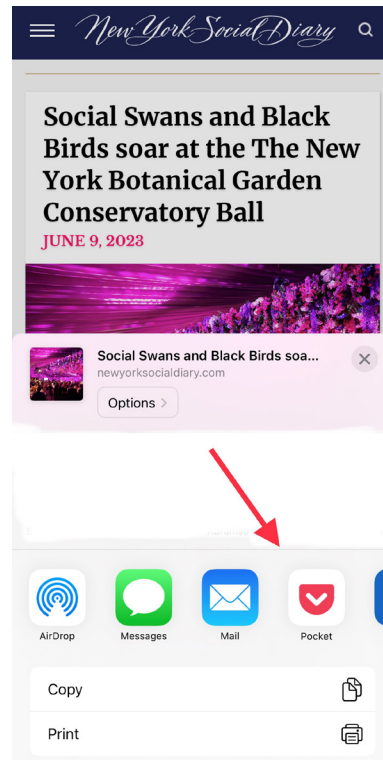 New York Social Diary
Social Swans and Black
Birds soar at the The New
York Botanical Garden
Conservatory Ball
JUNE 9, 2023
Social Swans and Black Birds soa...
newyorksocialdiary.com
Options >
AirDrop Messages Mail Pocket
Copy
Print